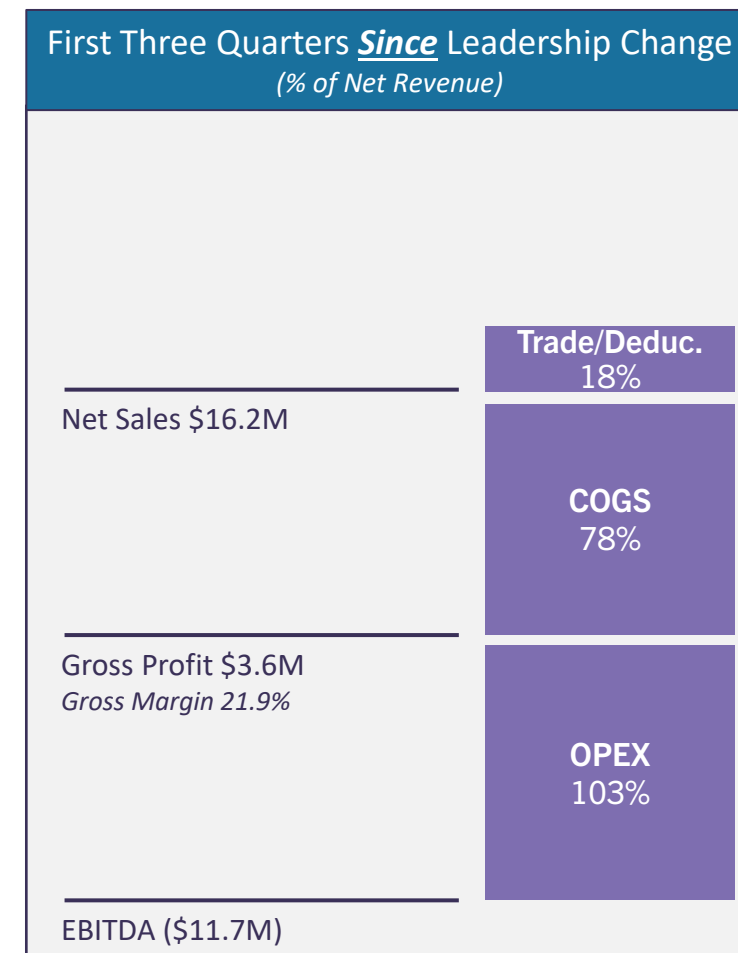 First Three Quarters Since Leadership Change
(% of Net Revenue)
Trade/Deduc.
18%
Net Sales $16.2M
COGS
78%
Gross Profit $3.6M
Gross Margin 21.9%
OPEX
103%
EBITDA ($11.7M)